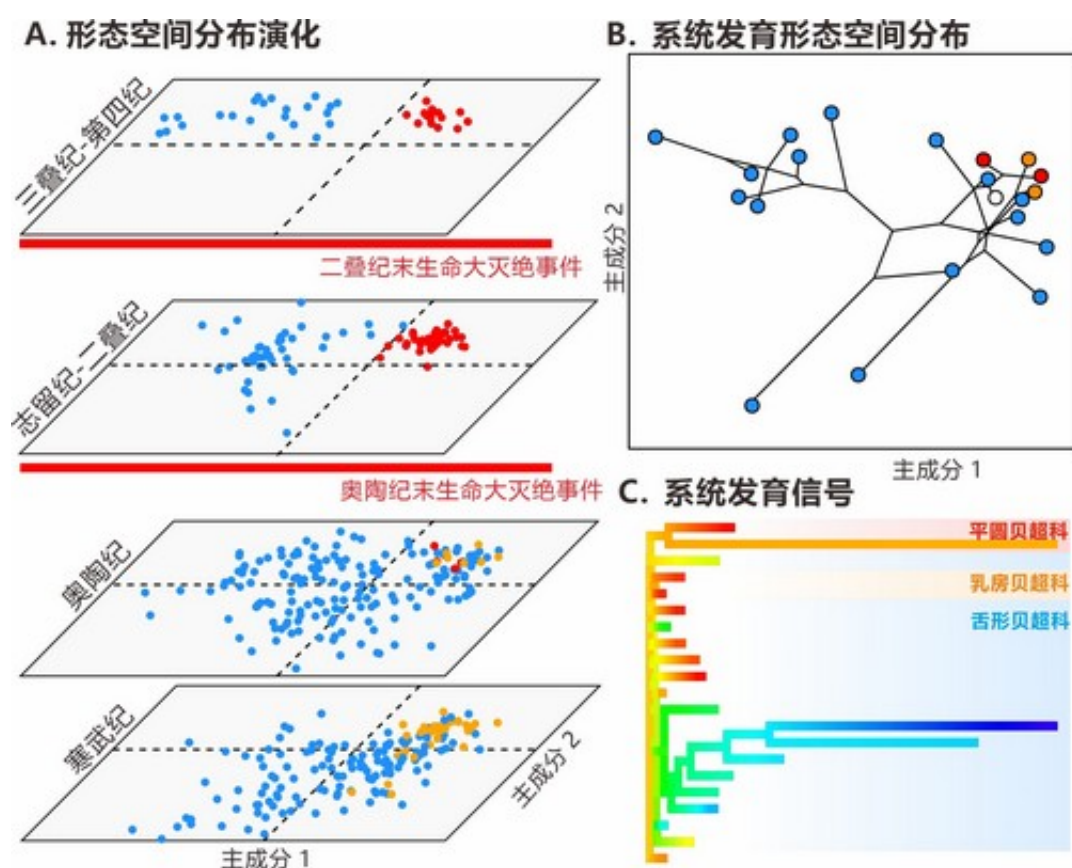 A. 形态空间分布演化
三叠纪-第四纪
二叠纪末生命大灭绝事件
志留纪-二叠纪
奥陶纪末生命大灭绝事件
奥陶纪
寒武纪
主成分 1
主成分 2
B. 系统发育形态空间分布
主成分 2
主成分 1
C. 系统发育信号
平圆贝超科
乳房贝超科
舌形贝超科